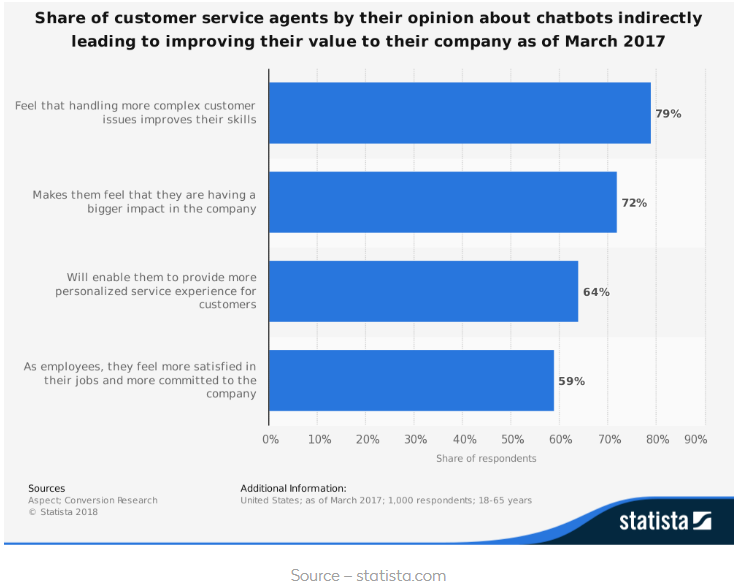 Share of customer service agents by their opinion about chatbots indirectly
leading to improving their value to their company as of March 2017
Feel that handling more complex customer
issues improves their skills
79%
Makes them feel that they are having a
bigger impact in the company
72%
Will enable them to provide more
personalized service experience for
customers
64%
As employees, they feel more satisfied in
their jobs and more committed to the
company
59%
0% 10% 20% 30% 40% 50% 60% 70% 80% 90%
Share of respondents
Sources
Aspect; Conversion Research
© Statista 2018
Additional Information:
United States; as of March 2017; 1,000 respondents; 18-65 years
statista
Source – statista.com